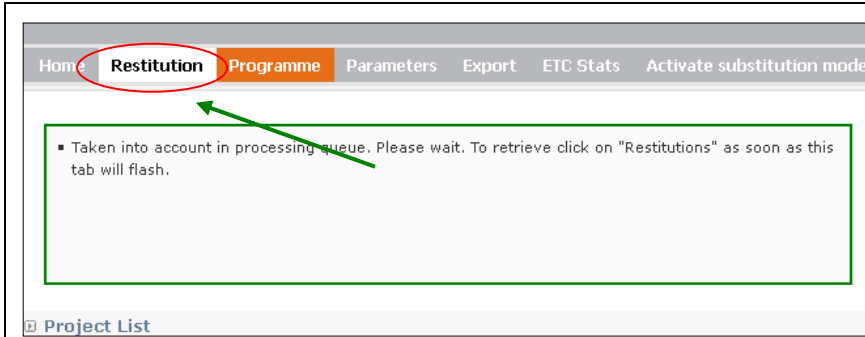 Home Restitution Programme Parameters Export ETC Stats Activate substitution mode
Taken into account in processing queue. Please wait. To retrieve click on "Restitutions" as soon as this
tab will flash.
Project List